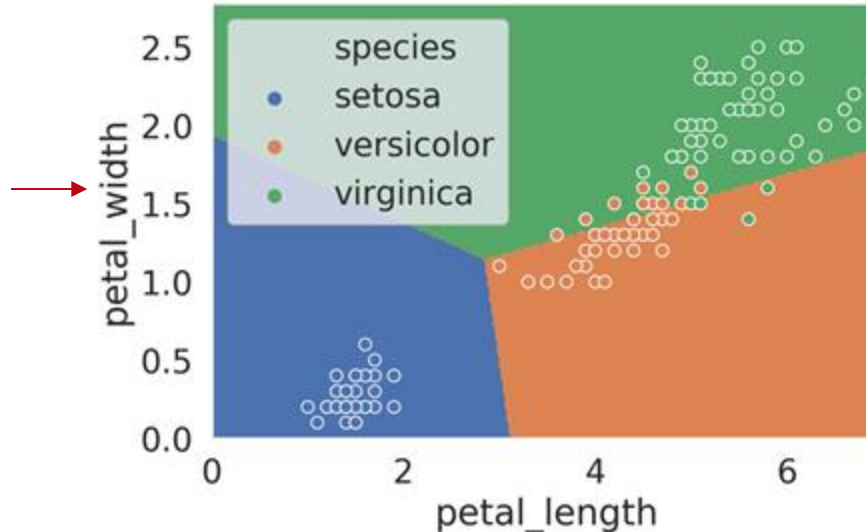 species
setosa
versicolor
virginica
petal_width
2.5
2.0
1.5
1.0
0.5
0.0
0
2
4
6
petal_length